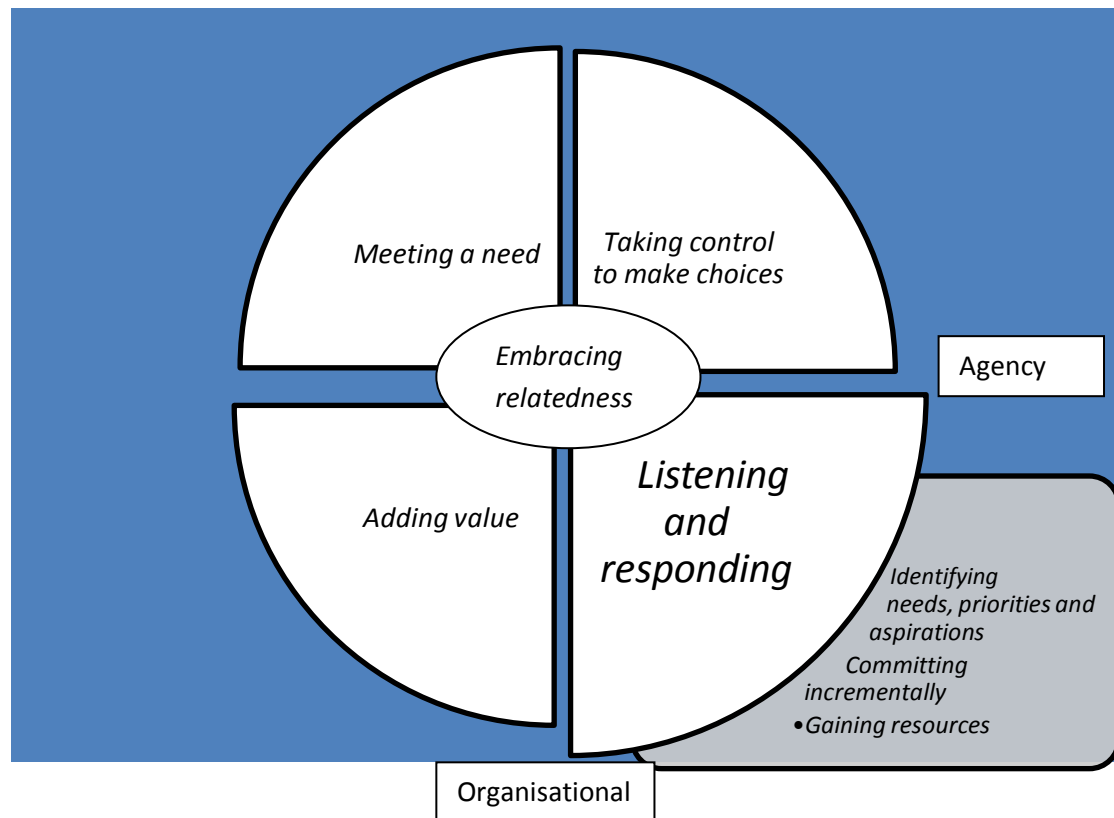 Meeting a need
Taking control
to make choices
Embracing
relatedness
Agency
Adding value
Listening
and
responding
Identifying
needs, priorities and
aspirations
Committing
incrementally
•Gaining resources
Organisational